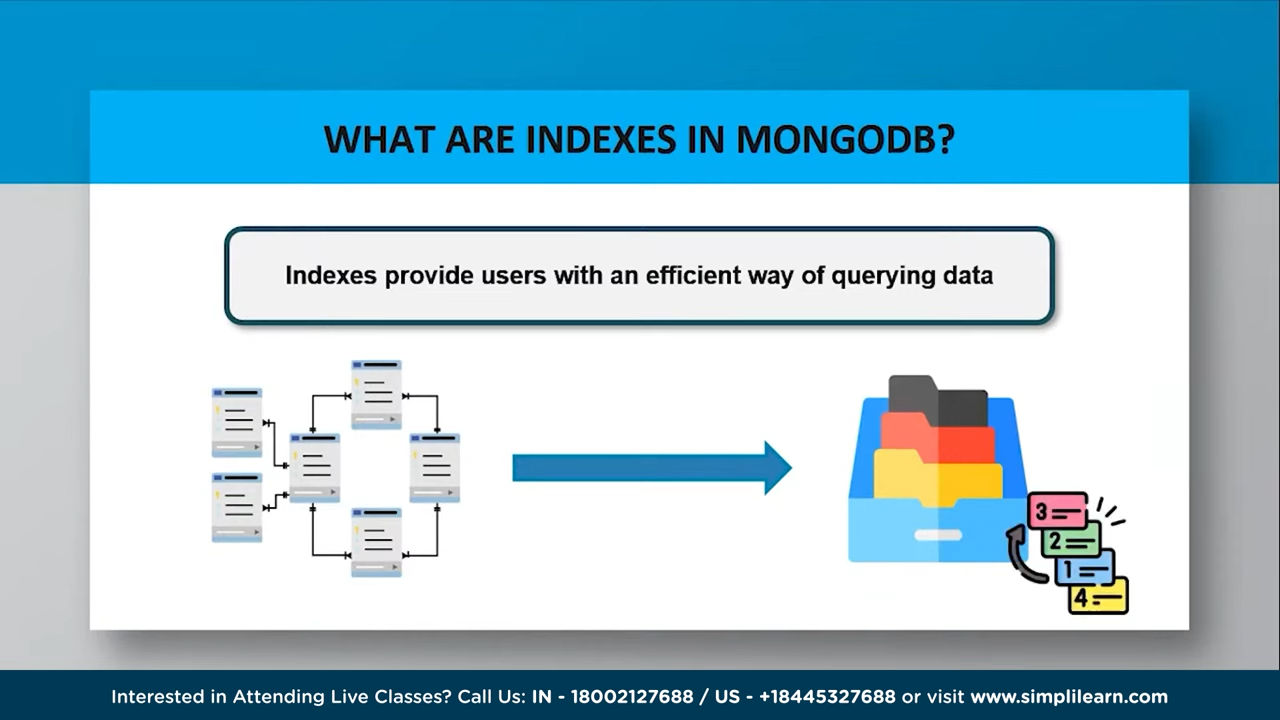 WHAT ARE INDEXES IN MONGODB?
Indexes provide users with an efficient way of querying data
3
2
1
4
Interested in Attending Live Classes? Call Us: IN - 18002127688 / US - +18445327688 or visit www.simplilearn.com